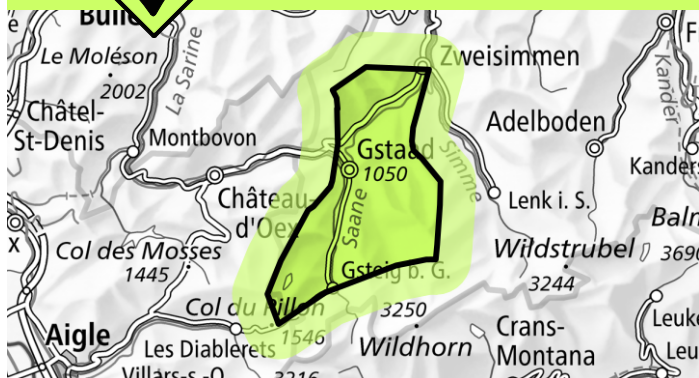 Bulle
Zweisimmen
Le Moléson
2002
La Sarine
Kander
Châtel-
St-Denis
Montbovon
Gstaad
1050
Simme
Adelboden
Château-
d'Oex
Saane
Lenk i. S.
Col des Mosses
1445
Gsteig b. G.
Wildstrubel
3244
Col du Pillon
1546
3250
Wildhorn
Aigle
Les Diablerets
Crans-
Montana